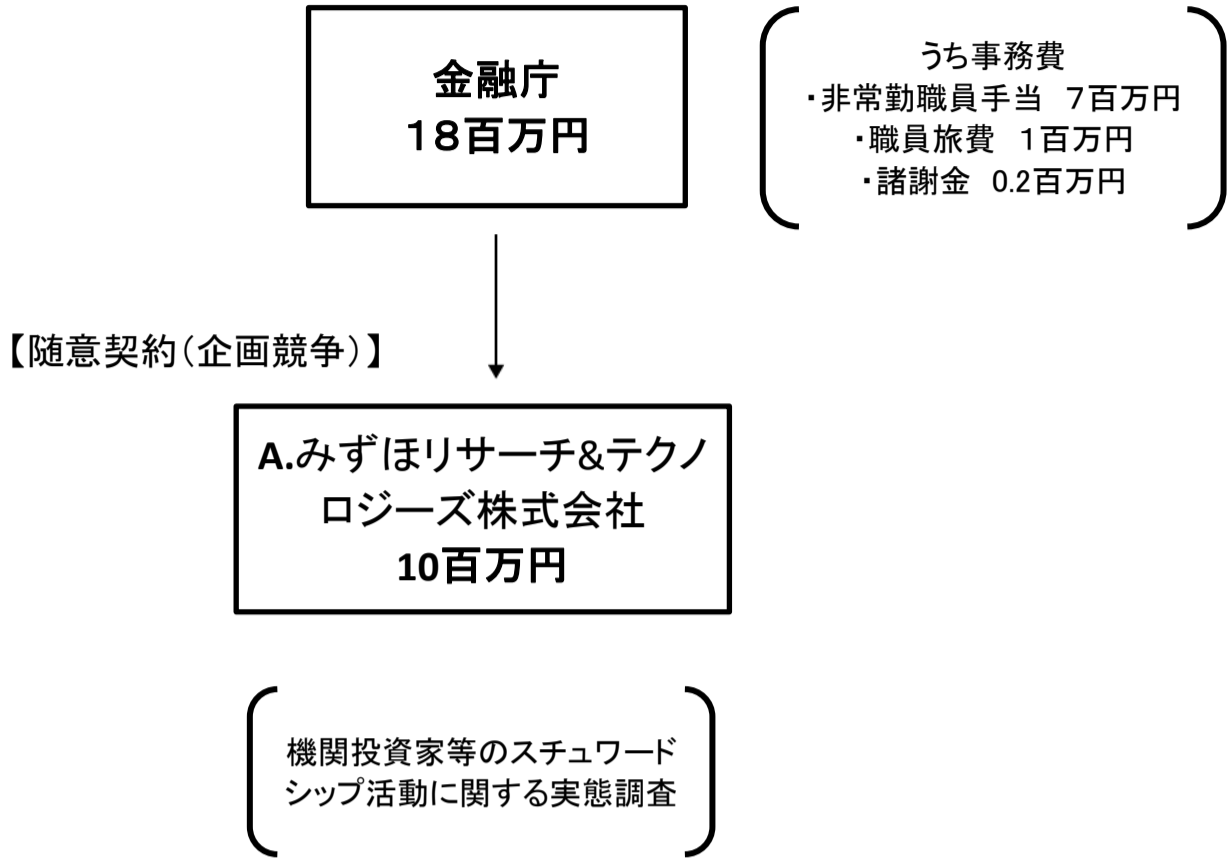 金融庁
18百万円
うち事務費
・非常勤職員手当　7百万円
・職員旅費　1百万円
・諸謝金　0.2百万円
【随意契約（企画競争）】
A.みずほリサーチ&テクノ
ロジーズ株式会社
10百万円
機関投資家等のスチュワード
シップ活動に関する実態調査